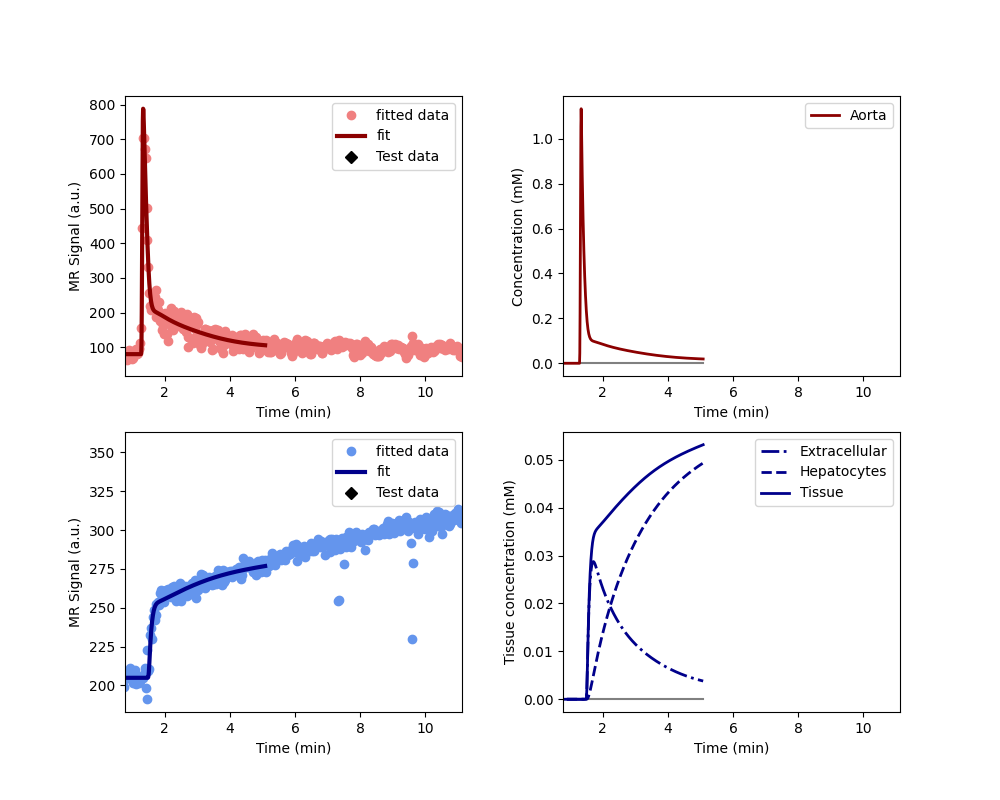 800
700
600
500
400
300
200
100
MR Signal (a.u.)
fitted data
fit
Test data
2
4
6
8
10
Time (min)
1.0
0.8
0.6
0.4
0.2
0.0
Concentration (mM)
Aorta
2
4
6
8
10
Time (min)
350
325
300
275
250
225
200
MR Signal (a.u.)
fitted data
fit
Test data
2
4
6
8
10
Time (min)
0.05
0.04
0.03
0.02
0.01
0.00
Tissue concentration (mM)
Extracellular
Hepatocytes
Tissue
2
4
6
8
10
Time (min)